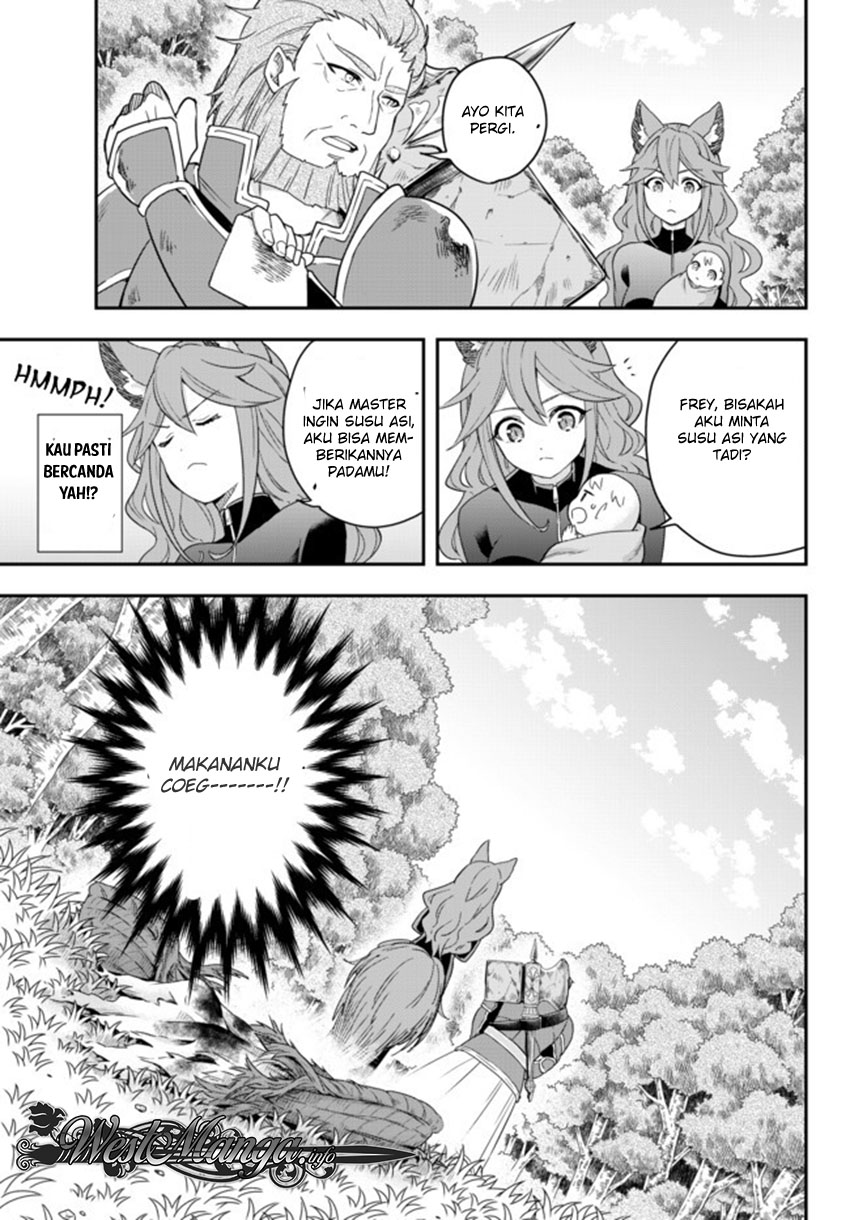 AYO KITA
PERGI.
FREY, BISAKAH
AKU MINTA
SUSU ASI YANG
TADI?
JIKA MASTER
INGIN SUSU ASI,
AKU BISA MEM-
BERIKANNYA
PADAMU!
HMMPH!
KAU PASTI
BERCANDA
YAH!?
MAKANANKU
COEG-------!!
WestManga.info